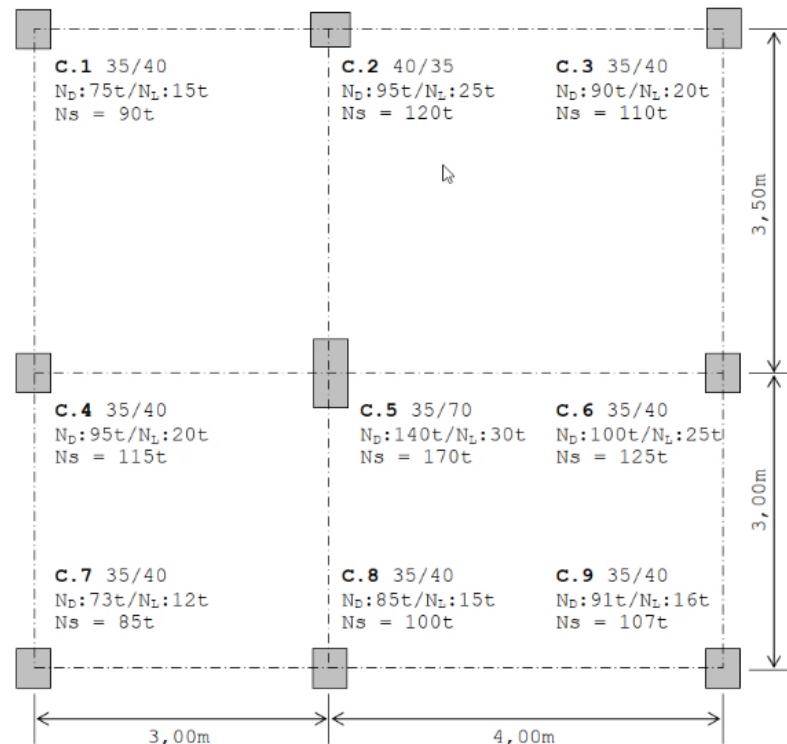 C.1 35/40
N_D:75t/N_L:15t
Ns = 90t
C.2 40/35
N_D:95t/N_L:25t
Ns = 120t
C.3 35/40
N_D:90t/N_L:20t
Ns = 110t
3,50m
C.4 35/40
N_D:95t/N_L:20t
Ns = 115t
C.5 35/70
N_D:140t/N_L:30t
Ns = 170t
C.6 35/40
N_D:100t/N_L:25t
Ns = 125t
3,00m
C.7 35/40
N_D:73t/N_L:12t
Ns = 85t
C.8 35/40
N_D:85t/N_L:15t
Ns = 100t
C.9 35/40
N_D:91t/N_L:16t
Ns = 107t
3,00m
4,00m